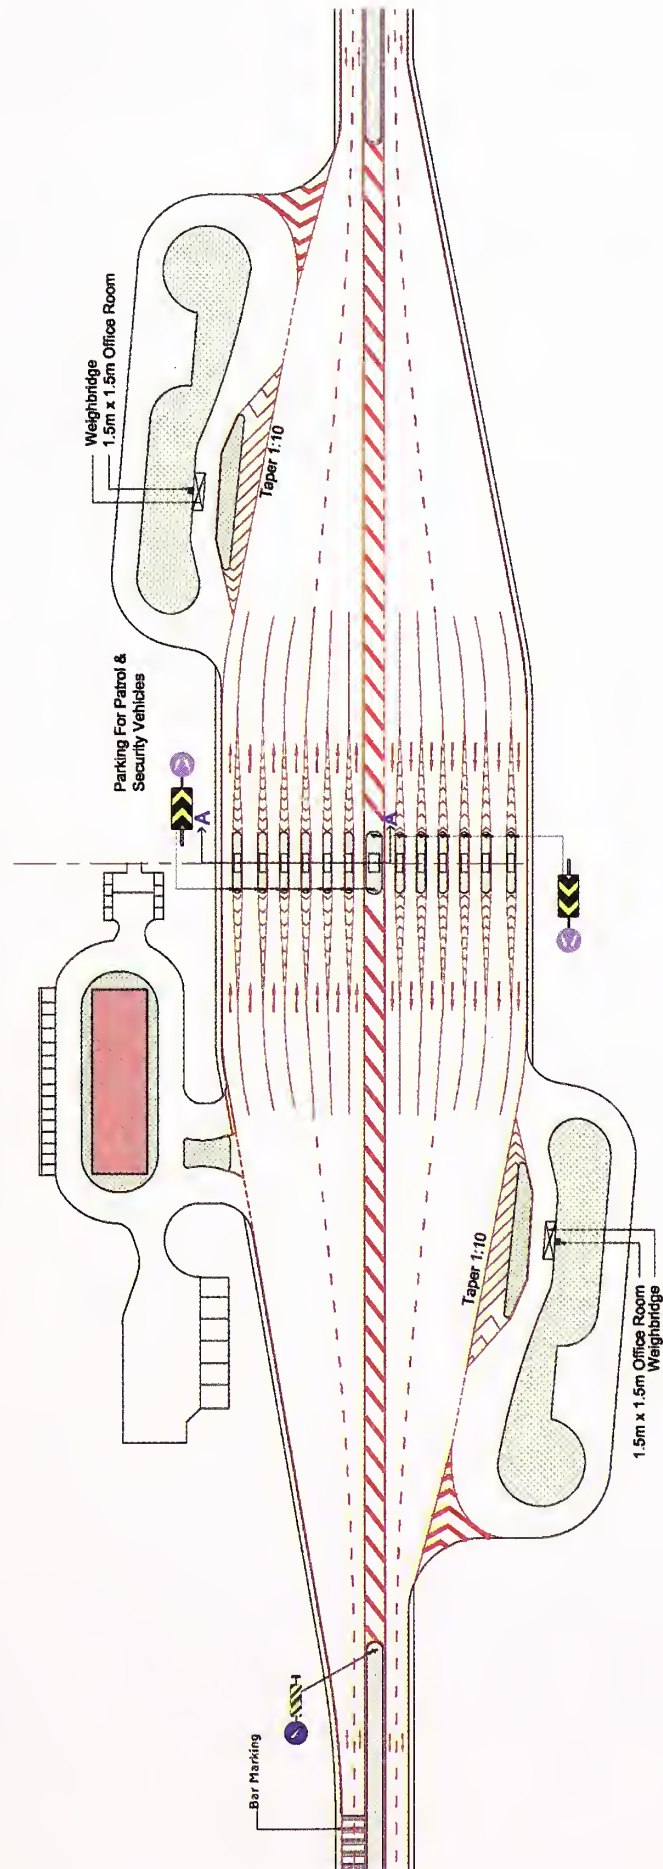 Weighbridge
1.5m x 1.5m Office Room
Taper 1:10
Parking For Patrol &
Security Vehicles
A
A
Taper 1:10
1.5m x 1.5m Office Room
Weighbridge
Bar Marking